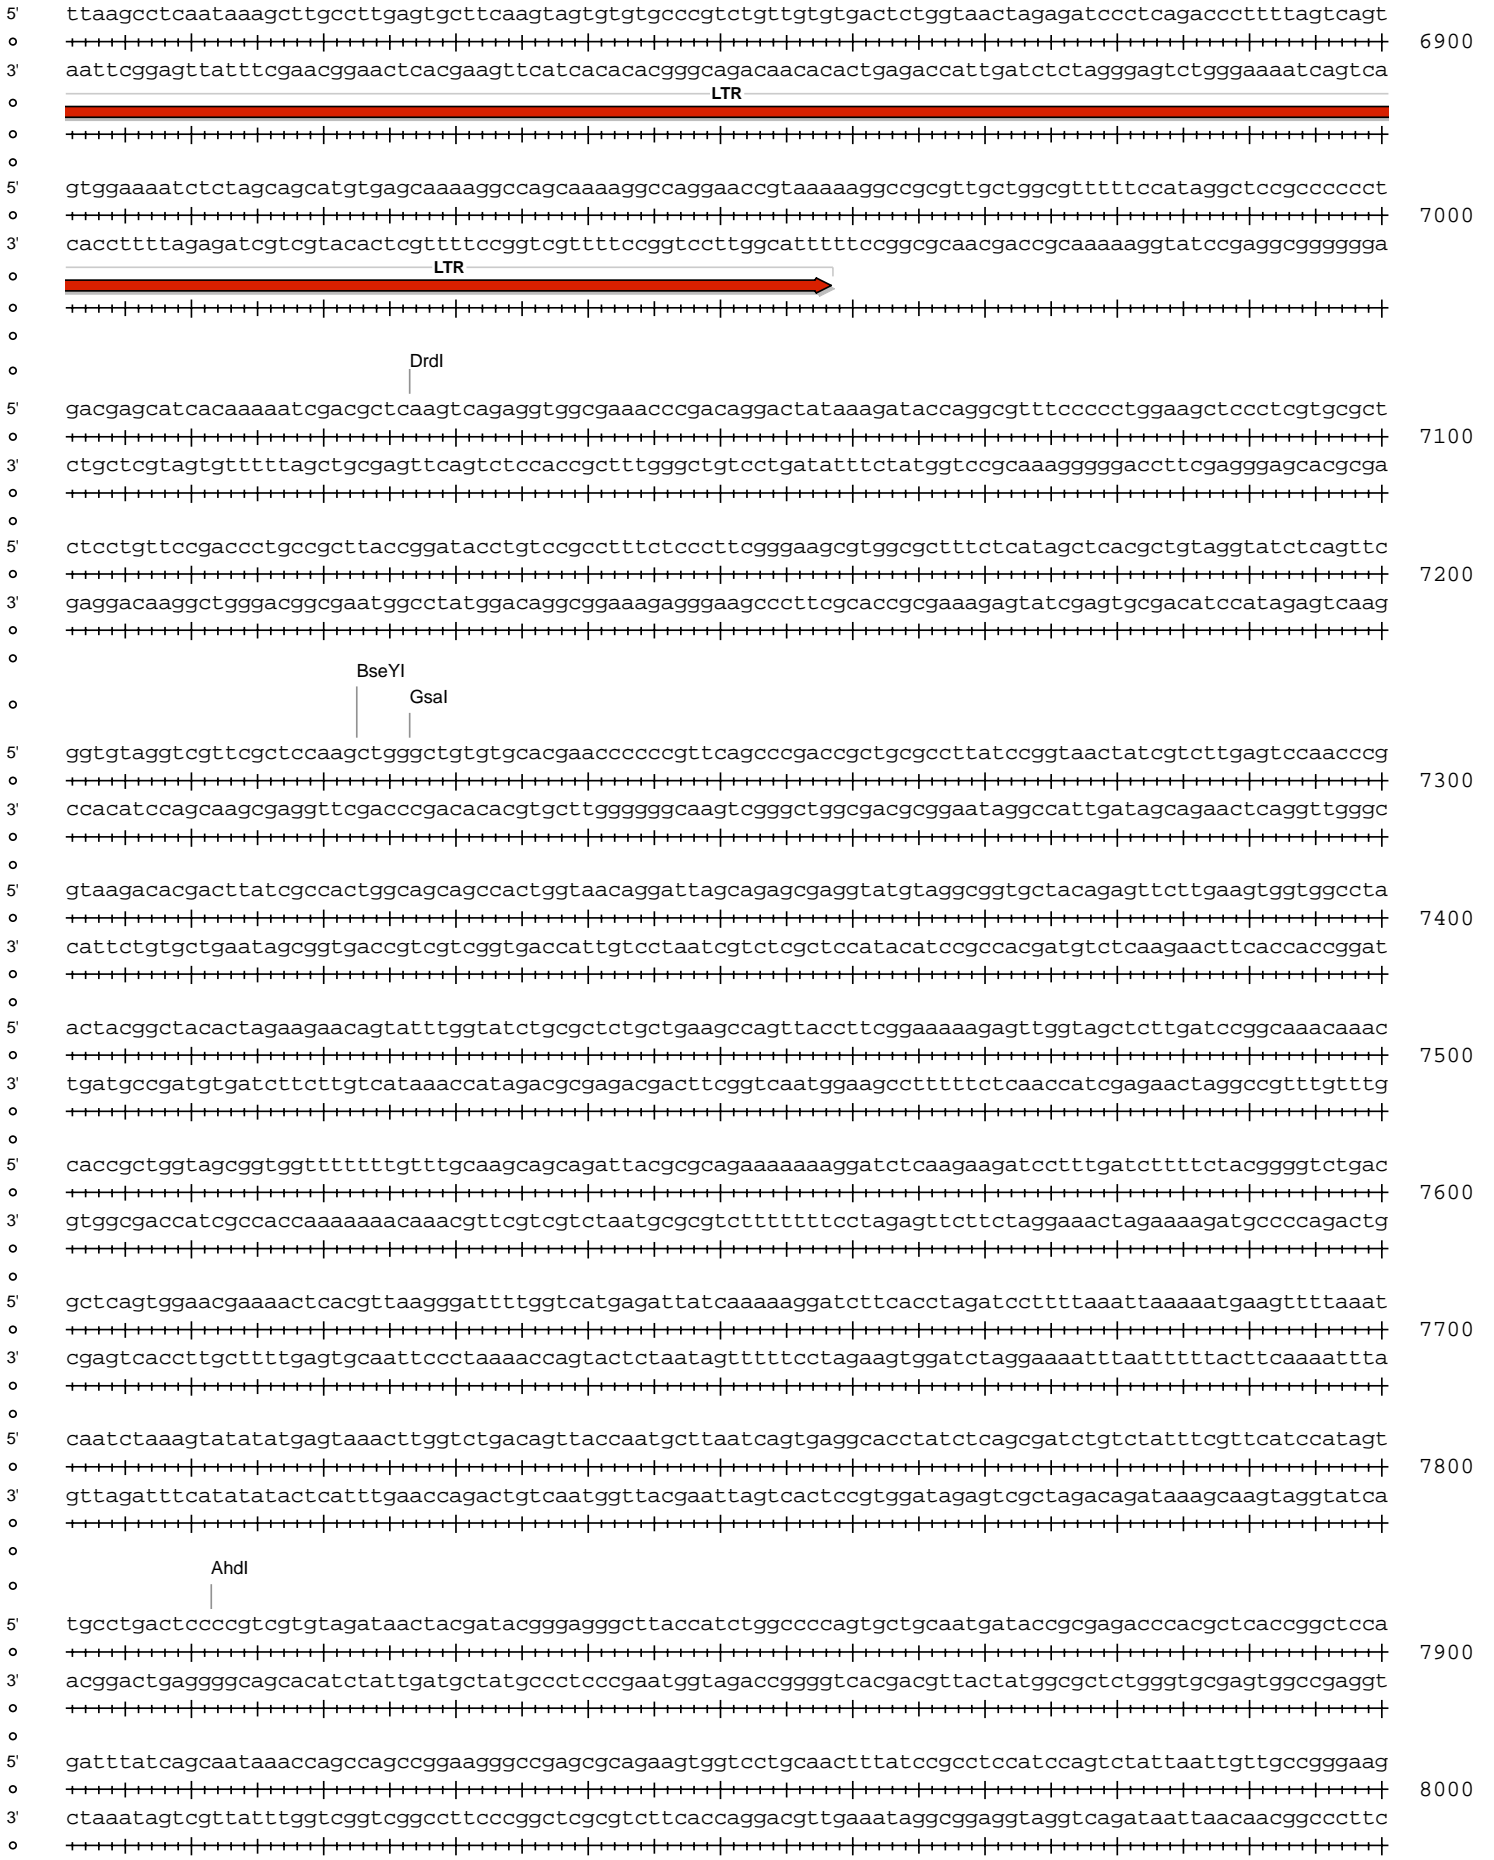 5' ttaagcctcaataaagcttgccttgagtgcttcaagtagtgtgtgcccgtctgttgtgtgactctggtaactagagatccctcagacccttttagtcagt
6900
3' aattcggagttatttcgaacggaactcacgaagttcatcacacacgggcagacaacacactgagaccattgatctctagggagtctgggaaaatcagtca
LTR
5' gtggaaaatctctagcagcatgtgagcaaaaggccagcaaaaggccaggaaccgtaaaaaggccgcgttgctggcgtttttccataggctccgcccccct
7000
3' caccttttagagatcgtcgtacactcgttttccggtcgttttccggtccttggcatttttccggcgcaacgaccgcaaaaaggtatccgaggcgggggga
LTR
DrdI
5' gacgagcatcacaaaaatcgacgctcaagtcagaggtggcgaaacccgacaggactataaagataccaggcgtttccccctggaagctccctcgtgcgct
7100
3' ctgctcgtagtgtttttagctgcgagttcagtctccaccgctttgggctgtcctgatatttctatggtccgcaaagggggaccttcgagggagcacgcga
5' ctcctgttccgaccctgccgcttaccggatacctgtccgcctttctcccttcgggaagcgtggcgctttctcatagctcacgctgtaggtatctcagttc
7200
3' gaggacaaggctgggacggcgaatggcctatggacaggcggaaagagggaagcccttcgcaccgcgaaagagtatcgagtgcgacatccatagagtcaag
BseYI
GsaI
5' ggtgtaggtcgttcgctccaagctgggctgtgtgcacgaaccccccgttcagcccgaccgctgcgccttatccggtaactatcgtcttgagtccaacccg
7300
3' ccacatccagcaagcgaggttcgacccgacacacgtgcttggggggcaagtcgggctggcgacgcggaataggccattgatagcagaactcaggttgggc
5' gtaagacacgacttatcgccactggcagcagccactggtaacaggattagcagagcgaggtatgtaggcggtgctacagagttcttgaagtggtggccta
7400
3' cattctgtgctgaatagcggtgaccgtcgtcggtgaccattgtcctaatcgtctcgctccatacatccgccacgatgtctcaagaacttcaccaccggat
5' actacggctacactagaagaacagtatttggtatctgcgctctgctgaagccagttaccttcggaaaaagagttggtagctcttgatccggcaaacaaac
7500
3' tgatgccgatgtgatcttcttgtcataaaccatagacgcgagacgacttcggtcaatggaagcctttttctcaaccatcgagaactaggccgtttgtttg
5' caccgctggtagcggtggtttttttgtttgcaagcagcagattacgcgcagaaaaaaaggatctcaagaagatcctttgatcttttctacggggtctgac
7600
3' gtggcgaccatcgccaccaaaaaaacaaacgttcgtcgtctaatgcgcgtctttttttcctagagttcttctaggaaactagaaaagatgccccagactg
5' gctcagtggaacgaaaactcacgttaagggattttggtcatgagattatcaaaaaggatcttcacctagatccttttaaattaaaaatgaagttttaaat
7700
3' cgagtcaccttgcttttgagtgcaattccctaaaaccagtactctaatagtttttcctagaagtggatctaggaaaatttaatttttacttcaaaattta
5' caatctaaagtatatatgagtaaacttggtctgacagttaccaatgcttaatcagtgaggcacctatctcagcgatctgtctatttcgttcatccatagt
7800
3' gttagatttcatatatactcatttgaaccagactgtcaatggttacgaattagtcactccgtggatagagtcgctagacagataaagcaagtaggtatca
AhdI
5' tgcctgactccccgtcgtgtagataactacgatacgggagggcttaccatctggccccagtgctgcaatgataccgcgagacccacgctcaccggctcca
7900
3' acggactgaggggcagcacatctattgatgctatgccctcccgaatggtagaccggggtcacgacgttactatggcgctctgggtgcgagtggccgaggt
5' gatttatcagcaataaaccagccagccggaagggccgagcgcagaagtggtcctgcaactttatccgcctccatccagtctattaattgttgccgggaag
8000
3' ctaaatagtcgttatttggtcggtcggccttcccggctcgcgtcttcaccaggacgttgaaataggcggaggtaggtcagataattaacaacggcccttc